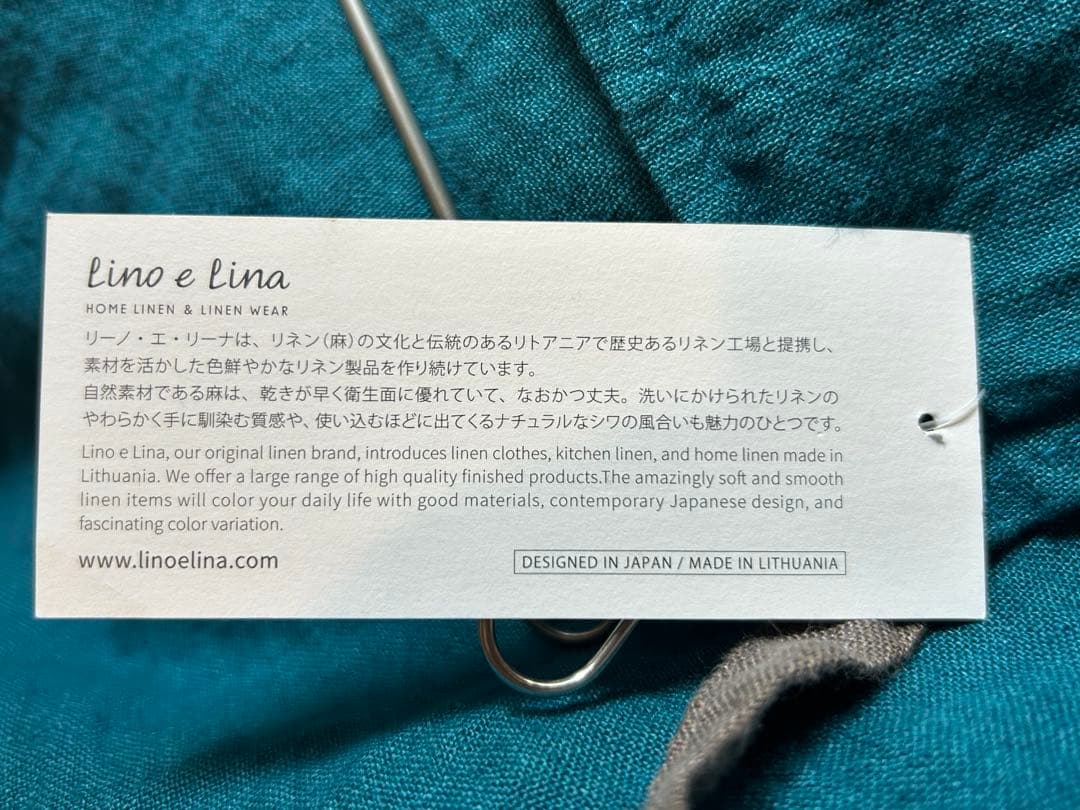 Lino e Lina
HOME LINEN & LINEN WEAR
リーノ・エ・リーナは、リネン(麻)の文化と伝統のあるリトアニアで歴史あるリネン工場と提携し、
素材を活かした色鮮やかなリネン製品を作り続けています。
自然素材である麻は、乾きが早く衛生面に優れていて、なおかつ丈夫。洗いにかけられたリネンの
やわらかく手に馴染む質感や、使い込むほどに出てくるナチュラルなシワの風合いも魅力のひとつです。
Lino e Lina, our original linen brand, introduces linen clothes, kitchen linen, and home linen made in
Lithuania. We offer a large range of high quality finished products.The amazingly soft and smooth
linen items will color your daily life with good materials, contemporary Japanese design, and
fascinating color variation.
www.linoelina.com
DESIGNED IN JAPAN / MADE IN LITHUANIA